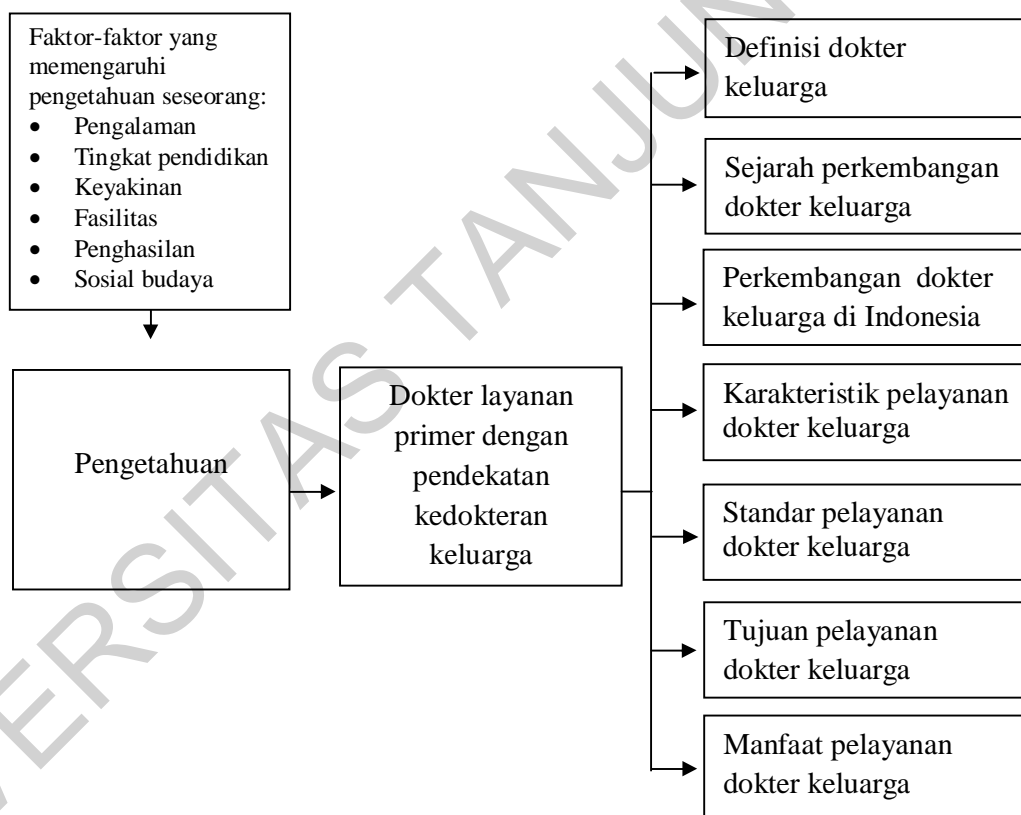 Faktor-faktor yang
memengaruhi
pengetahuan seseorang:
• Pengalaman
• Tingkat pendidikan
• Keyakinan
• Fasilitas
• Penghasilan
• Sosial budaya
Pengetahuan
Dokter layanan
primer dengan
pendekatan
kedokteran
keluarga
Definisi dokter
keluarga
Sejarah perkembangan
dokter keluarga
Perkembangan dokter
keluarga di Indonesia
Karakteristik pelayanan
dokter keluarga
Standar pelayanan
dokter keluarga
Tujuan pelayanan
dokter keluarga
Manfaat pelayanan
dokter keluarga
VERSITAS TANJUN